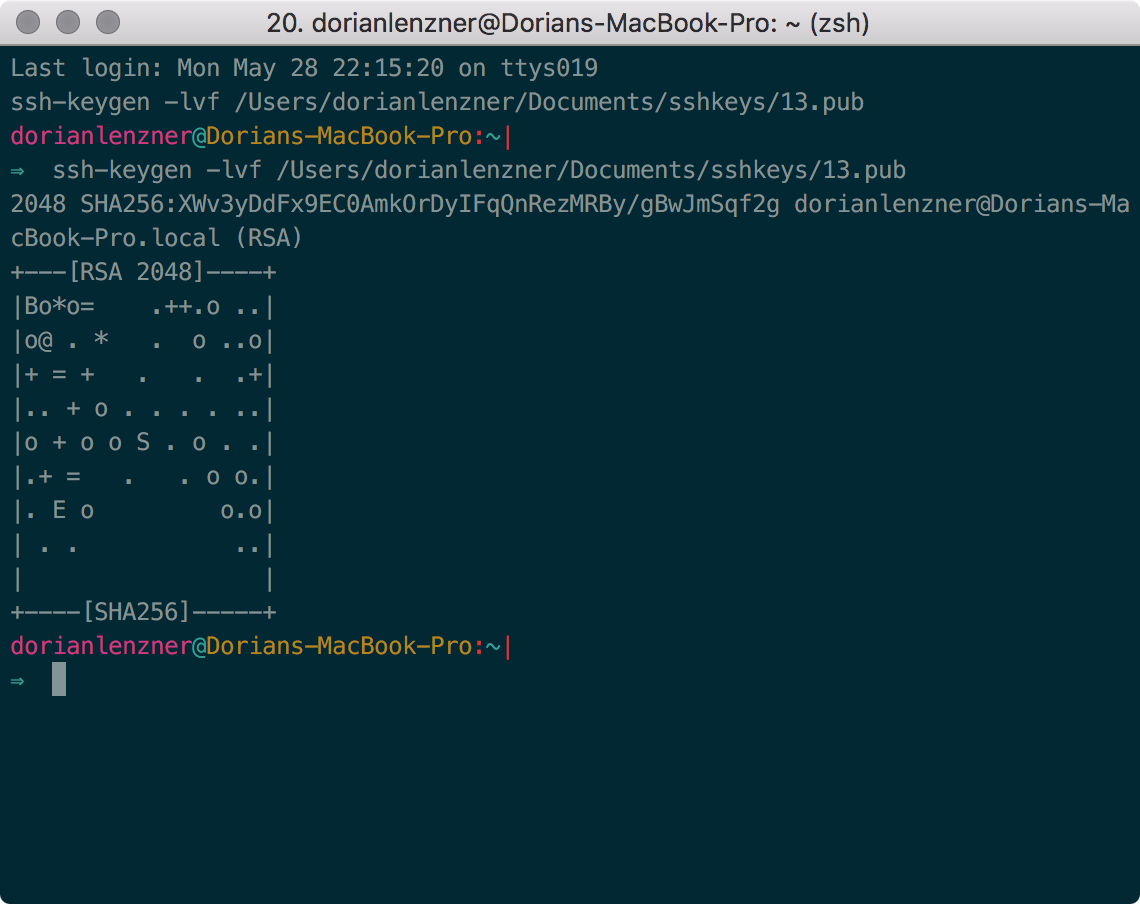 20. dorianlenzner@Dorians-MacBook-Pro: ~ (zsh)
Last login: Mon May 28 22:15:20 on ttys019
ssh-keygen -lvf /Users/dorianlenzner/Documents/sshkeys/13.pub
dorianlenzner@Dorians-MacBook-Pro:~|
⇒  ssh-keygen -lvf /Users/dorianlenzner/Documents/sshkeys/13.pub
2048 SHA256:XWv3yDdFx9EC0AmkOrDyIFqQnRezMRBy/gBwJmSqf2g dorianlenzner@Dorians-Ma
cBook-Pro.local (RSA)
+---[RSA 2048]----+
|Bo*o=    .++.o ..|
|o@ . *   .  o ..o|
|+ = +   .   .  .+|
|.. + o . . . . ..|
|o + o o S . o . .|
|.+ =   .   . o o.|
|. E o         o.o|
| . .           ..|
|                 |
+----[SHA256]-----+
dorianlenzner@Dorians-MacBook-Pro:~|
⇒